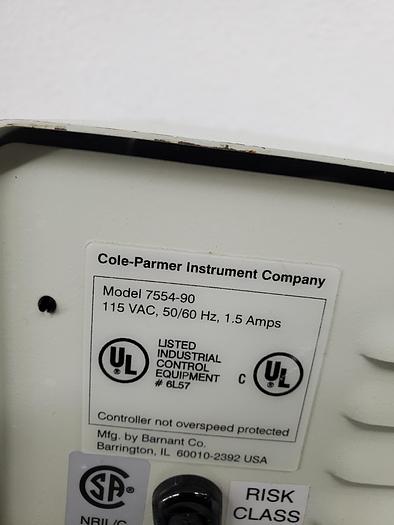 Cole-Parmer Instrument Company
Model 7554-90
115 VAC, 50/60 Hz, 1.5 Amps
UL
®
LISTED
INDUSTRIAL
CONTROL
EQUIPMENT
# 6L57
C
UL
®
Controller not overspeed protected
Mfg. by Barnant Co.
Barrington, IL 60010-2392 USA
SA
®
RISK
CLASS